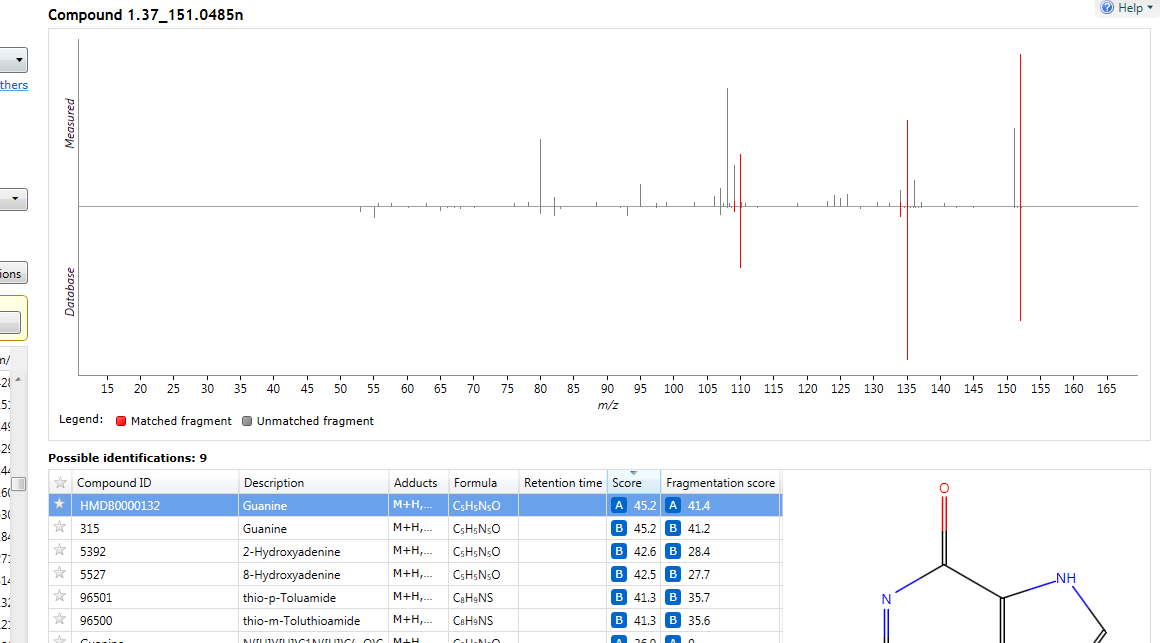 Compound 1.37_151.0485n
Help
thers
Measured
Database
ions
m/
15 20 25 30 35 40 45 50 55 60 65 70 75 80 85 90 95 100 105 110 115 120 125 130 135 140 145 150 155 160 165
m/z
Legend: Matched fragment Unmatched fragment
Possible identifications: 9
Compound ID Description Adducts Formula Retention time Score Fragmentation score
HMDB0000132 Guanine M+H,... C₅H₅N₅O A 45.2 A 41.4
315 Guanine M+H,... C₅H₅N₅O B 45.2 B 41.2
5392 2-Hydroxyadenine M+H,... C₅H₅N₅O B 42.6 B 28.4
5527 8-Hydroxyadenine M+H,... C₅H₅N₅O B 42.5 B 27.7
96501 thio-p-Toluamide M+H,... C₈H₉NS B 41.3 B 35.7
96500 thio-m-Toluthioamide M+H,... C₈H₉NS B 41.3 B 35.6
O
NH
N